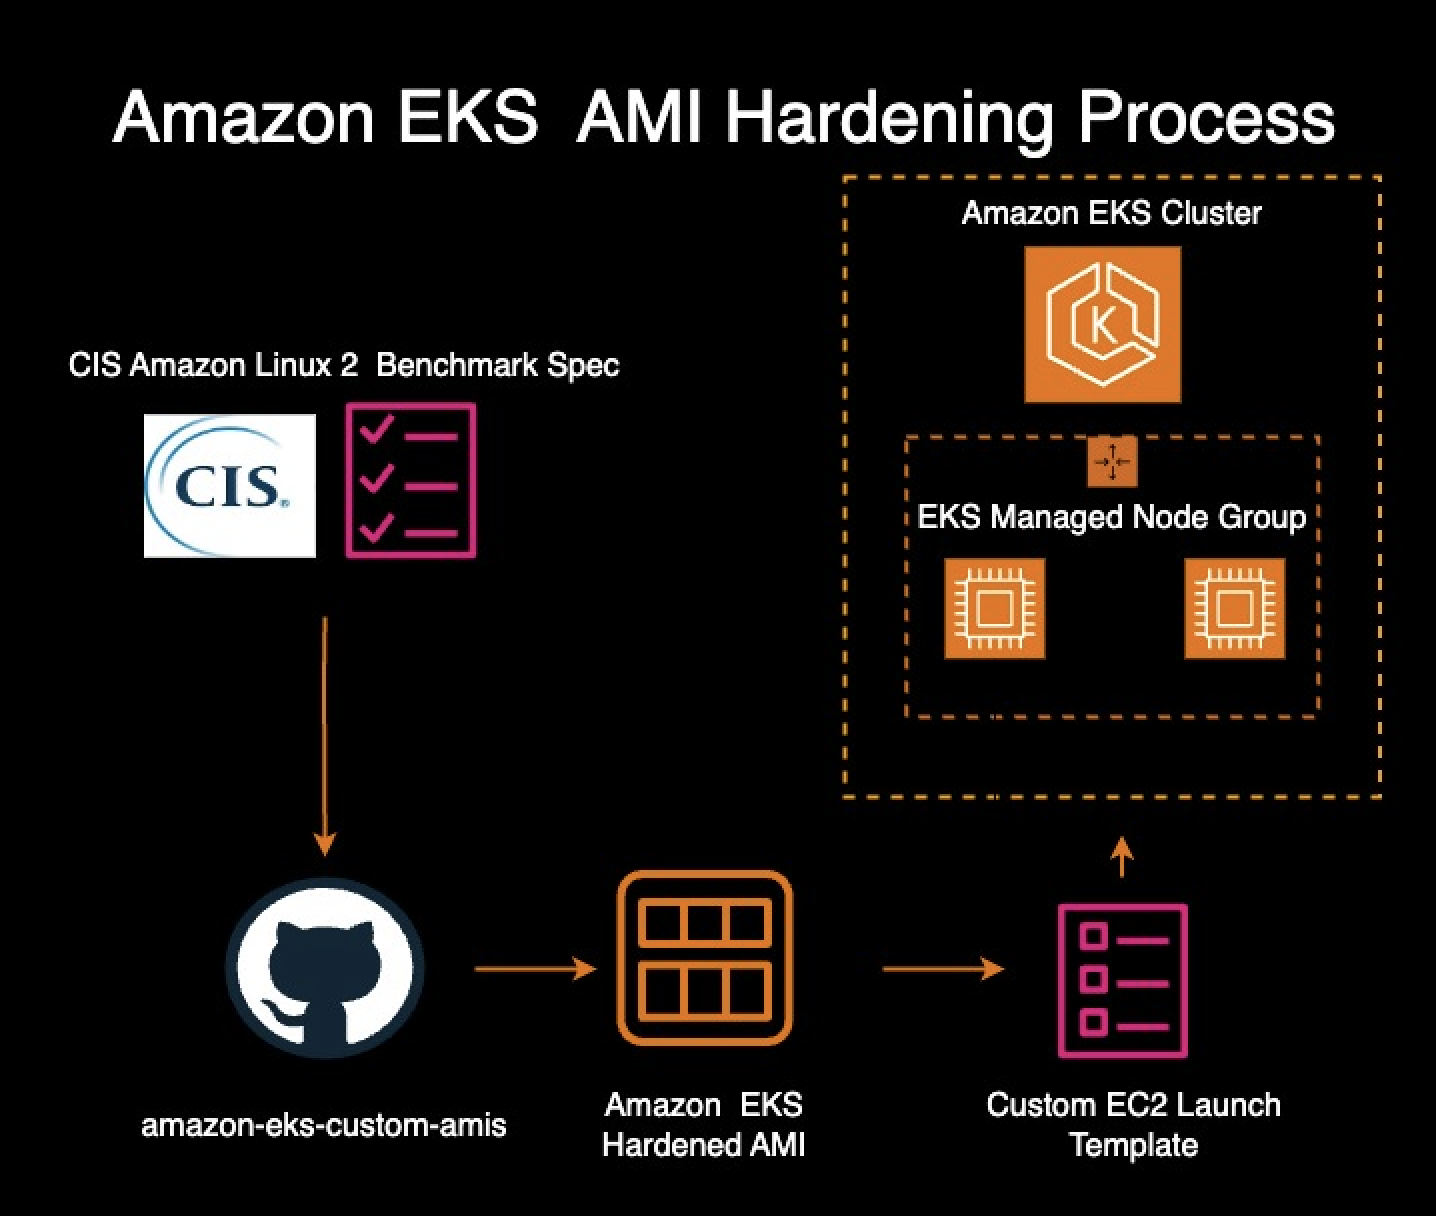 Amazon EKS  AMI Hardening Process
Amazon EKS Cluster
K
CIS Amazon Linux 2  Benchmark Spec
CIS®
EKS Managed Node Group
amazon-eks-custom-amis
Amazon  EKS
Hardened AMI
Custom EC2 Launch
Template